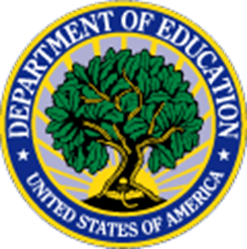 DEPARTMENT OF EDUCATION
UNITED STATES OF AMERICA